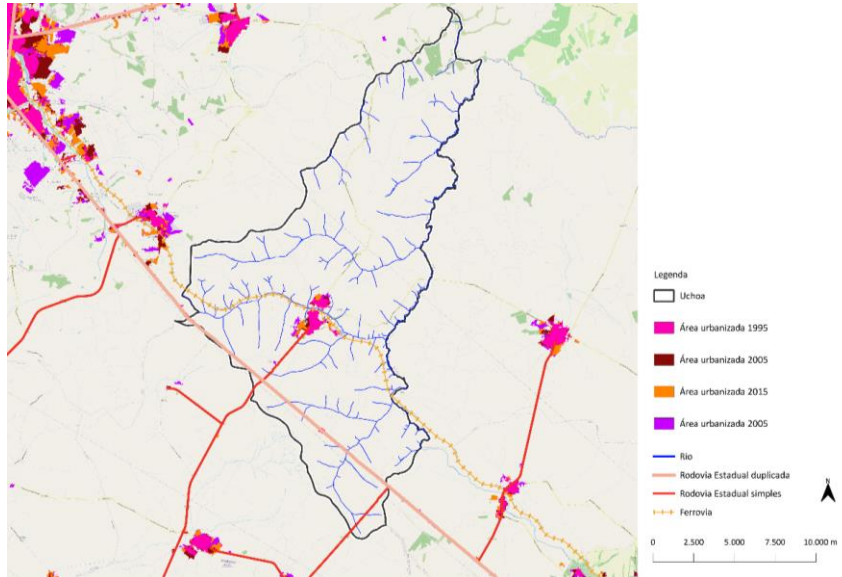 Legenda
Uchoa
Área urbanizada 1995
Área urbanizada 2005
Área urbanizada 2015
Área urbanizada 2005
Rio
Rodovia Estadual duplicada
Rodovia Estadual simples
Ferrovia
N
0 2.500 5.000 7.500 10.000 m